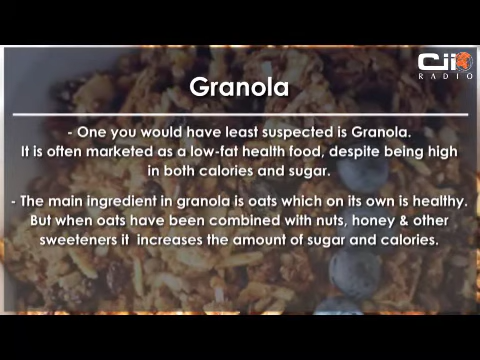 Cii
RADIO
Granola
- One you would have least suspected is Granola.
It is often marketed as a low-fat health food, despite being high
in both calories and sugar.
- The main ingredient in granola is oats which on its own is healthy.
But when oats have been combined with nuts, honey & other
sweeteners it increases the amount of sugar and calories.